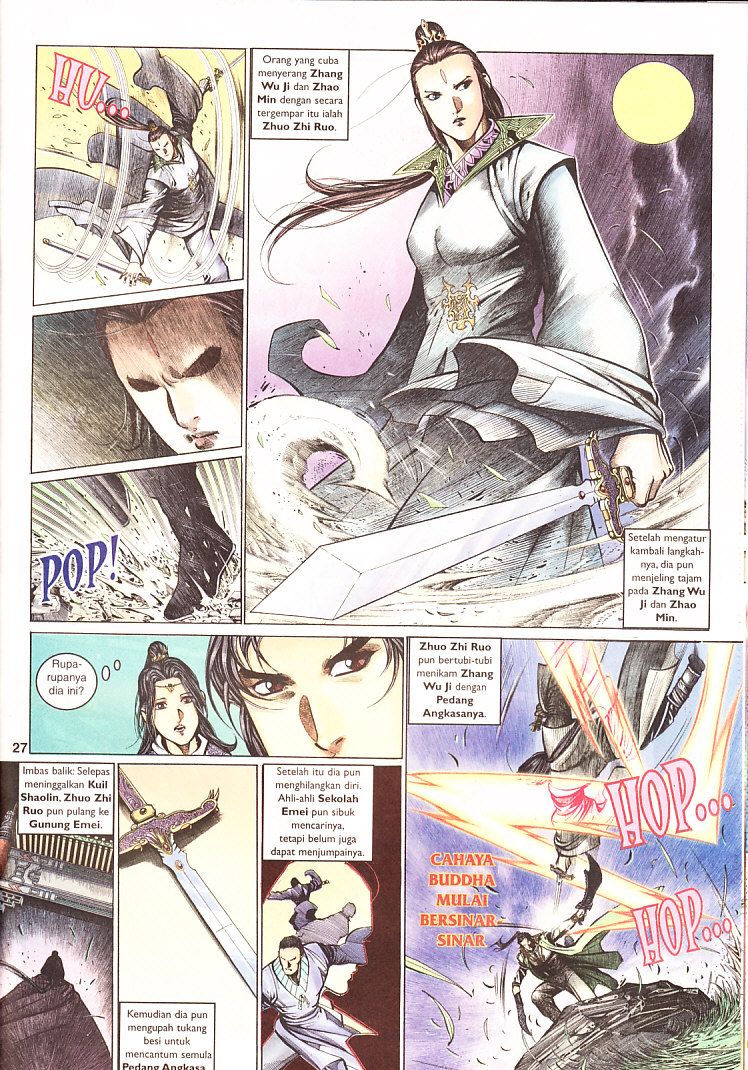 HU...
Orang yang cuba
menyerang Zhang
Wu Ji dan Zhao
Min dengan secara
tergempar itu ialah
Zhuo Zhi Ruo.
POP!
Setelah mengatur
kambali langkah-
nya, dia pun
menjeling tajam
pada Zhang Wu
Ji dan Zhao
Min.
Rupa-
rupanya
dia ini?
Zhuo Zhi Ruo
pun bertubi-tubi
menikam Zhang
Wu Ji dengan
Pedang
Angkasanya.
HOP...
CAHAYA
BUDDHA
MULAI
BERSINAR-
SINAR
HOP...
27
Imbas balik: Selepas
meninggalkan Kuil
Shaolin, Zhuo Zhi
Ruo pun pulang ke
Gunung Emei.
Kemudian dia pun
mengupah tukang
besi untuk
mencantum semula
Pedang Angkasa.
Setelah itu dia pun
menghilangkan diri.
Ahli-ahli Sekolah
Emei pun sibuk
mencarinya,
tetapi belum juga
dapat menjumpainya.